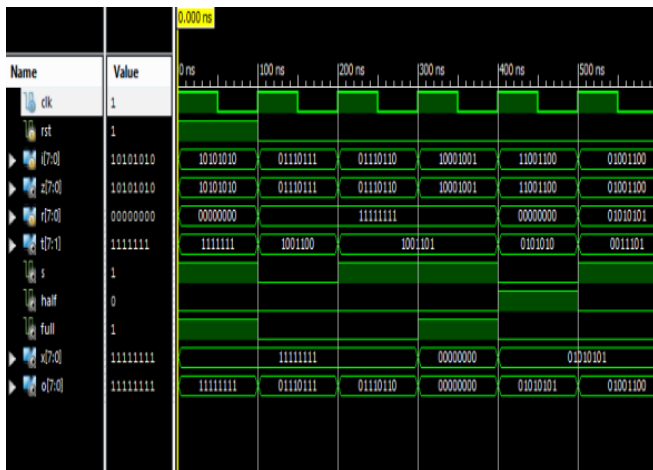 0.000 ns
Name Value 0 ns 100 ns 200 ns 300 ns 400 ns 500 ns
clk 1
rst 1
i[7:0] 10101010 10101010 01110111 01110110 10001001 11001100 01001100
z[7:0] 10101010 10101010 01110111 01110110 10001001 11001100 01001100
r[7:0] 00000000 00000000 11111111 00000000 01010101
t[7:1] 1111111 1111111 1001100 1001101 0101010 0011101
s 1
half 0
full 1
x[7:0] 11111111 11111111 00000000 01010101
o[7:0] 11111111 11111111 01110111 01110110 00000000 01010101 01001100